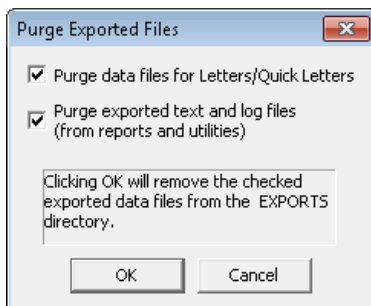 Purge Exported Files
Purge data files for Letters/Quick Letters
Purge exported text and log files
(from reports and utilities)
Clicking OK will remove the checked
exported data files from the EXPORTS
directory.
OK Cancel